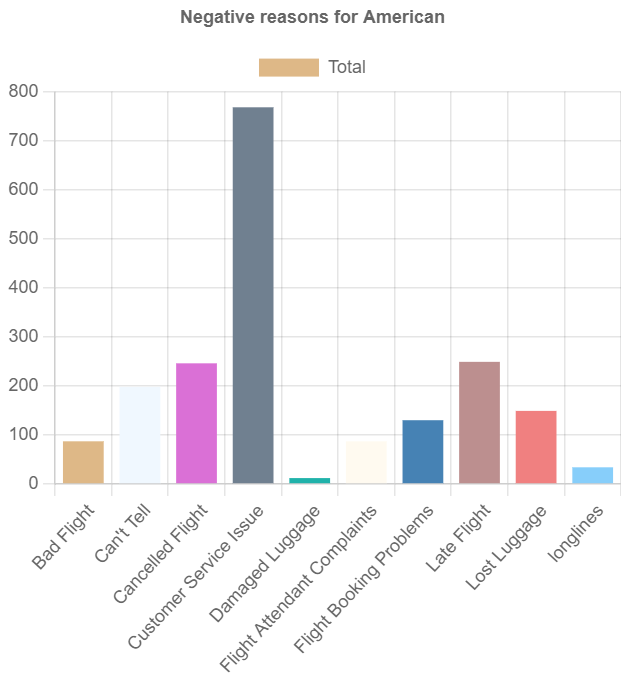 Negative reasons for American
Total
800
700
600
500
400
300
200
100
0
Bad Flight
Can't Tell
Cancelled Flight
Customer Service Issue
Damaged Luggage
Flight Attendant Complaints
Flight Booking Problems
Late Flight
Lost Luggage
longlines